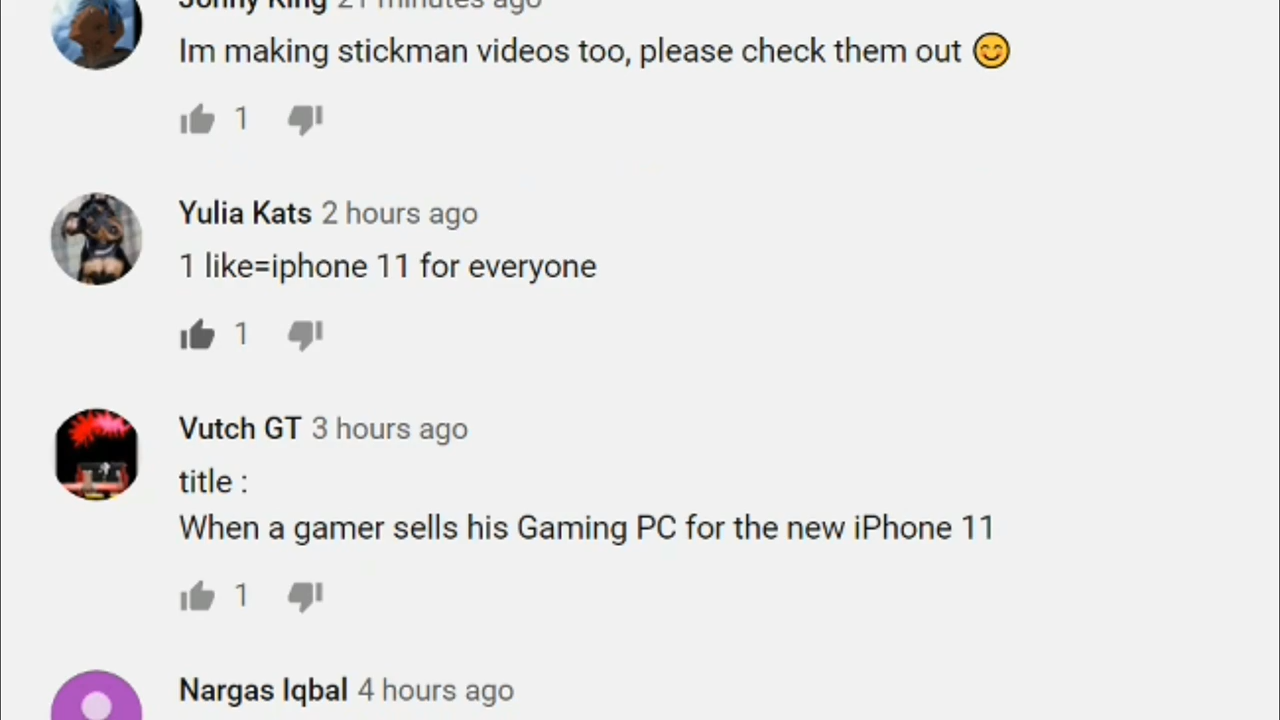 Jonny King 21 minutes ago
Im making stickman videos too, please check them out 😊
1
Yulia Kats 2 hours ago
1 like=iphone 11 for everyone
1
Vutch GT 3 hours ago
title :
When a gamer sells his Gaming PC for the new iPhone 11
1
Nargas Iqbal 4 hours ago